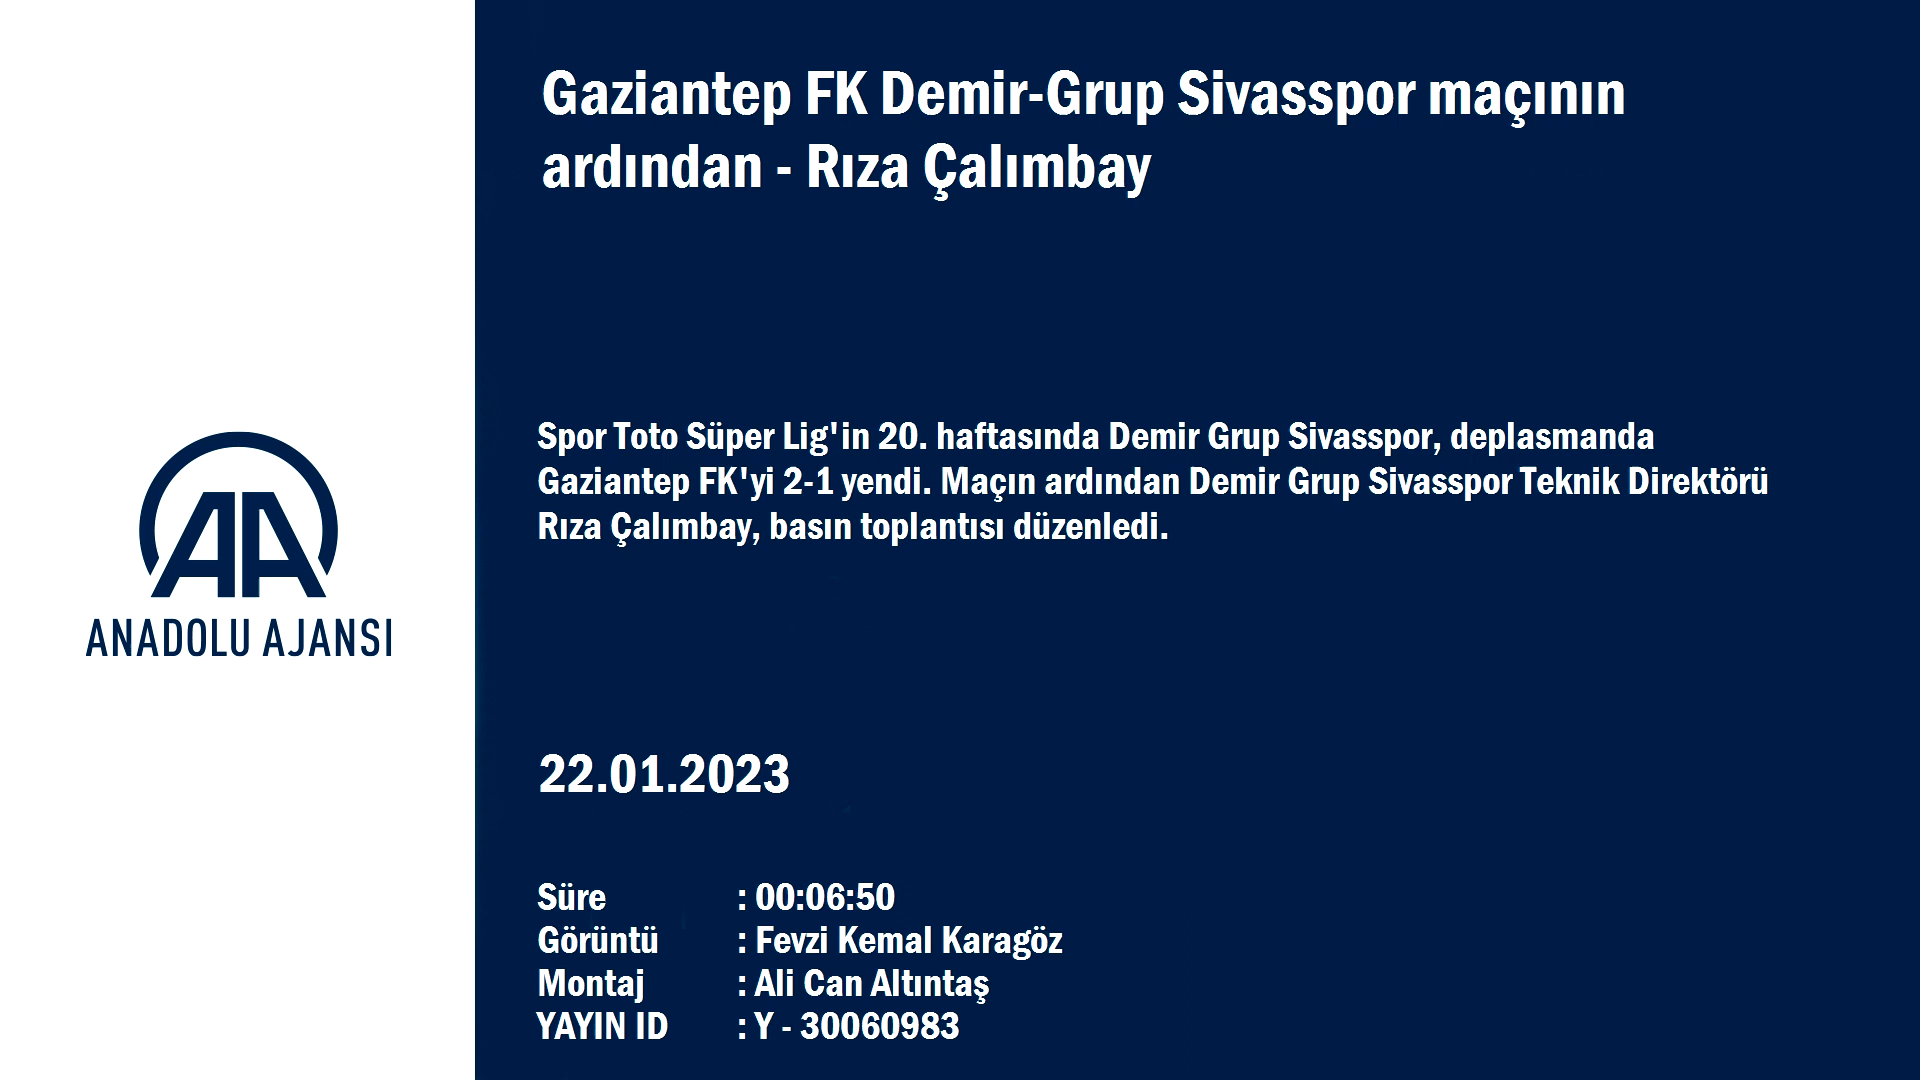 Gaziantep FK Demir-Grup Sivasspor maçının
ardından - Rıza Çalımbay
Spor Toto Süper Lig'in 20. haftasında Demir Grup Sivasspor, deplasmanda
Gaziantep FK'yi 2-1 yendi. Maçın ardından Demir Grup Sivasspor Teknik Direktörü
Rıza Çalımbay, basın toplantısı düzenledi.
AA
ANADOLU AJANSI
22.01.2023
Süre : 00:06:50
Görüntü : Fevzi Kemal Karagöz
Montaj : Ali Can Altıntaş
YAYIN ID : Y - 30060983